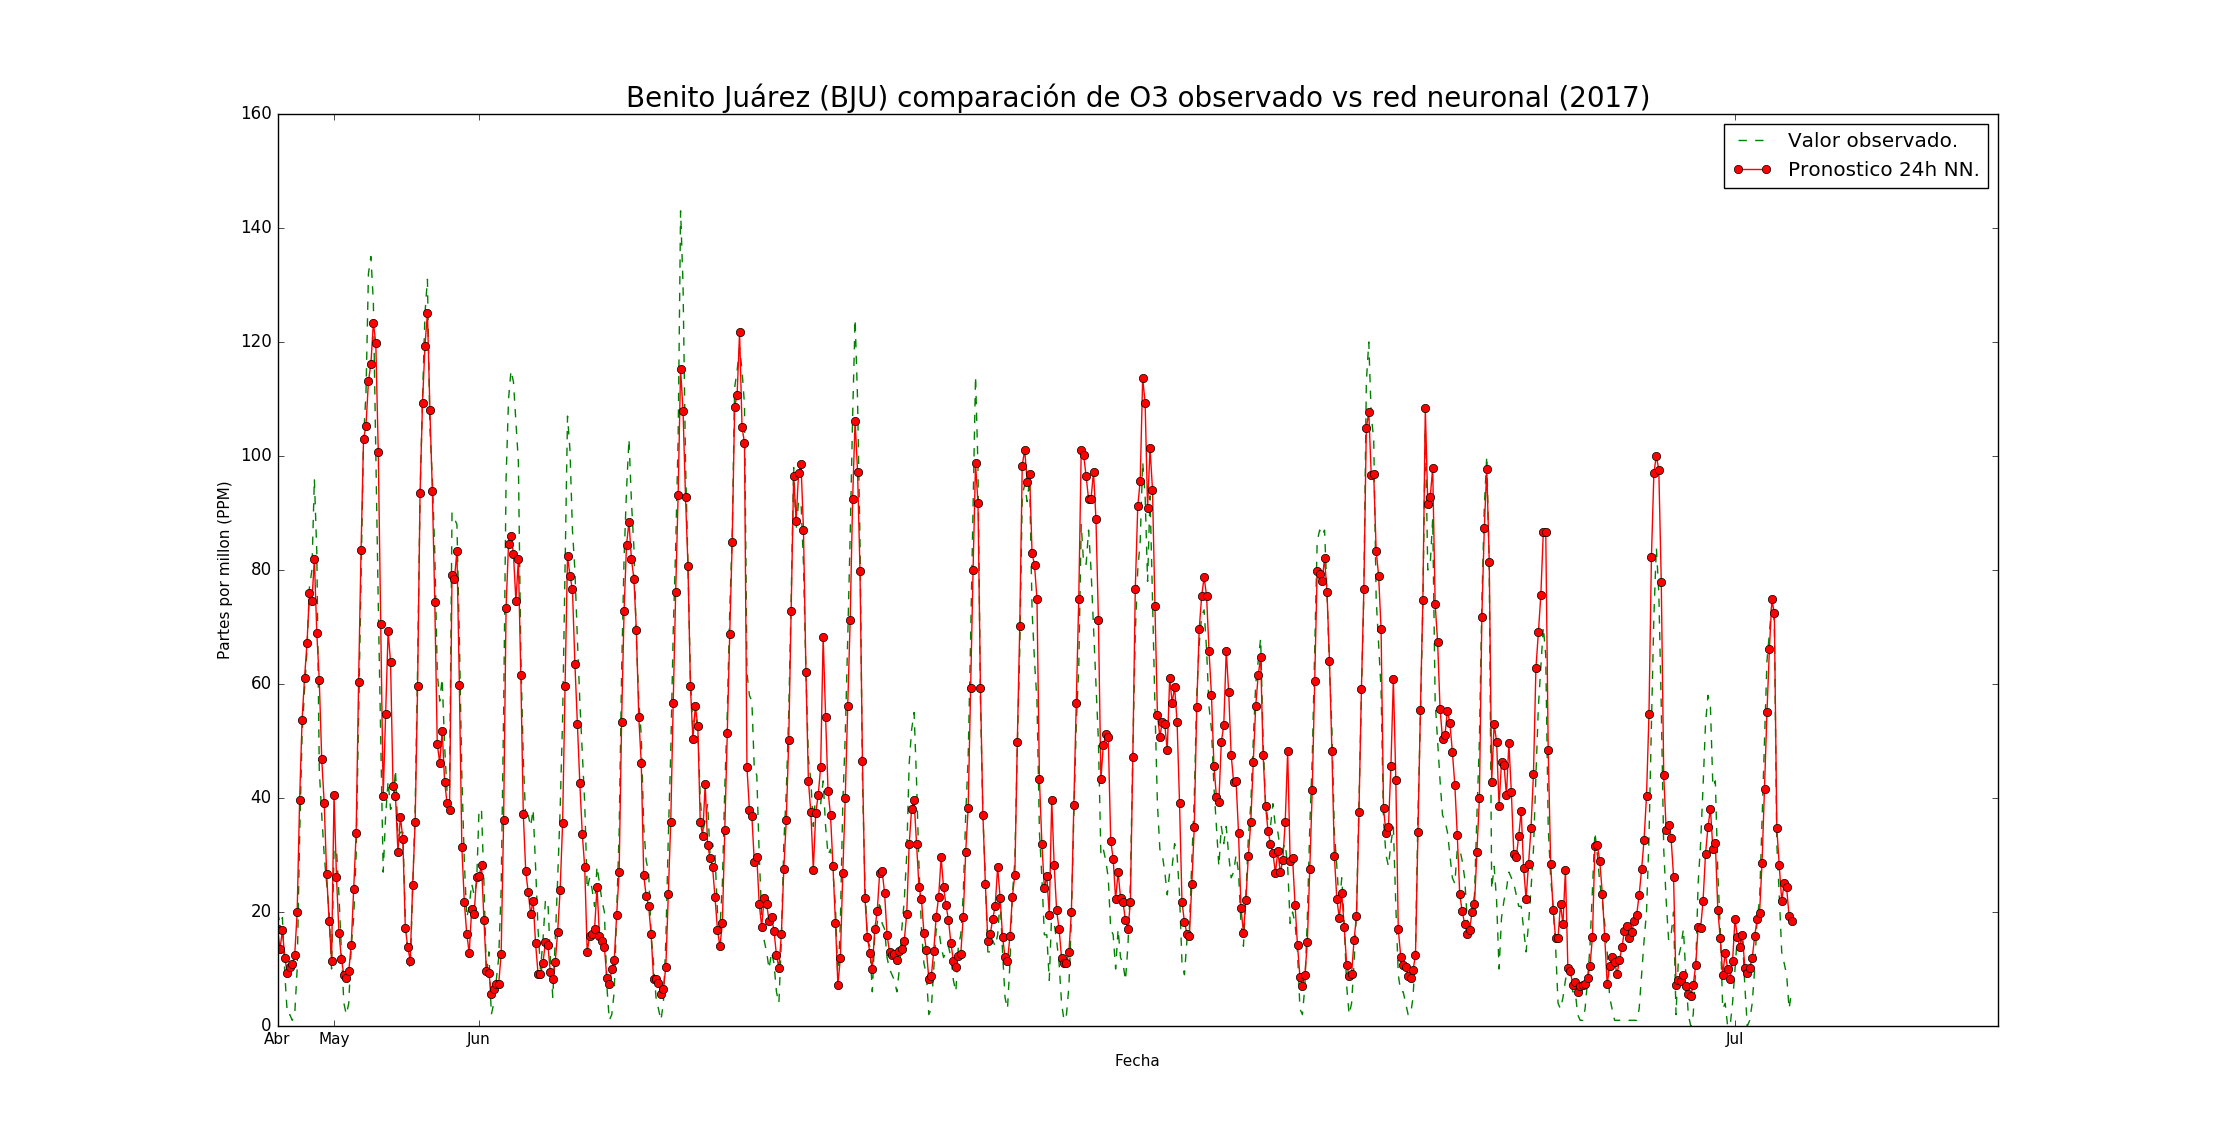 Benito Juárez (BJU) comparación de O3 observado vs red neuronal (2017)
160
140
120
100
80
60
40
20
0
Partes por millon (PPM)
Valor observado.
Pronostico 24h NN.
Abr May Jun Jul
Fecha